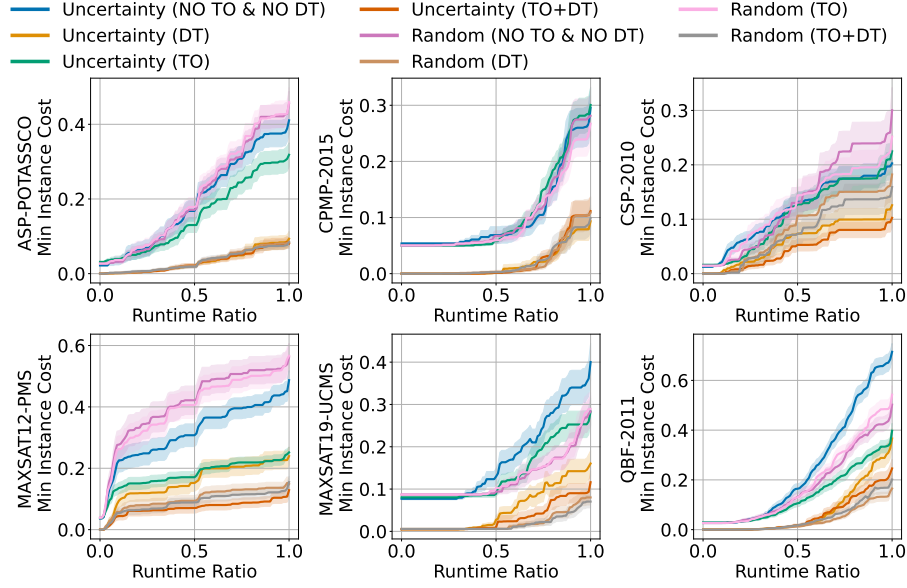 Uncertainty (NO TO & NO DT)
Uncertainty (DT)
Uncertainty (TO)
Uncertainty (TO+DT)
Random (NO TO & NO DT)
Random (DT)
Random (TO)
Random (TO+DT)
ASP-POTASSCO
Min Instance Cost
0.4
0.2
0.0
0.0 0.5 1.0
Runtime Ratio
CPMP-2015
Min Instance Cost
0.3
0.2
0.1
0.0
0.0 0.5 1.0
Runtime Ratio
CSP-2010
Min Instance Cost
0.3
0.2
0.1
0.0
0.0 0.5 1.0
Runtime Ratio
MAXSAT12-PMS
Min Instance Cost
0.6
0.4
0.2
0.0
0.0 0.5 1.0
Runtime Ratio
MAXSAT19-UCMS
Min Instance Cost
0.4
0.3
0.2
0.1
0.0
0.0 0.5 1.0
Runtime Ratio
QBF-2011
Min Instance Cost
0.6
0.4
0.2
0.0
0.0 0.5 1.0
Runtime Ratio